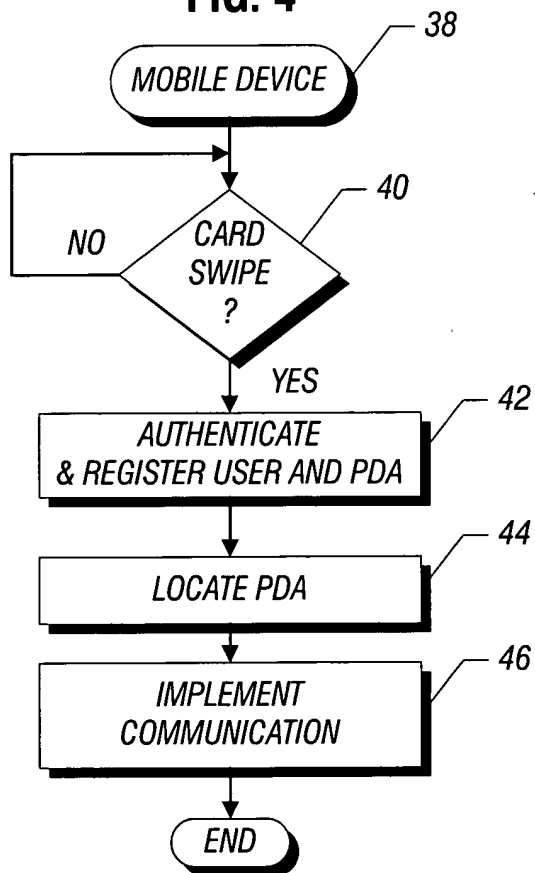 FIG. 4
38
MOBILE DEVICE
40
NO
CARD
SWIPE
?
YES
42
AUTHENTICATE
& REGISTER USER AND PDA
44
LOCATE PDA
46
IMPLEMENT
COMMUNICATION
END